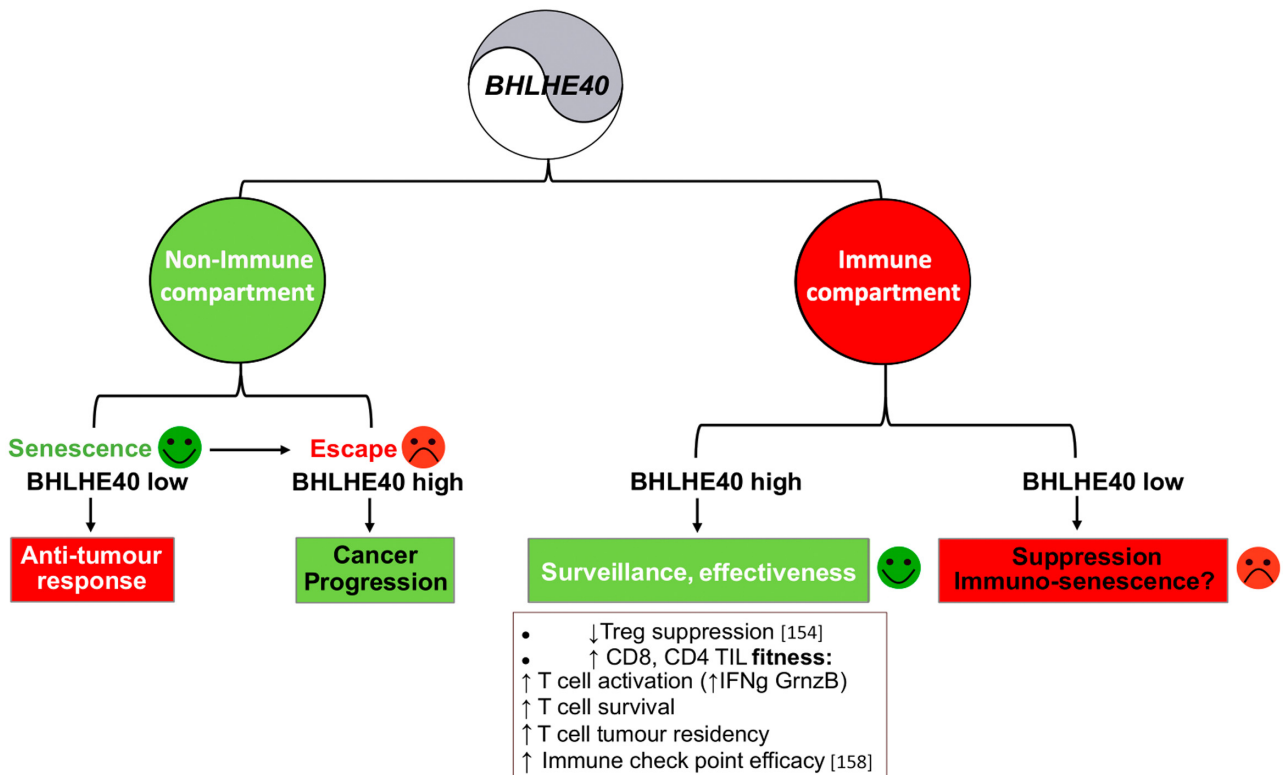 BHLHE40
Non-Immune
compartment
Immune
compartment
Senescence
BHLHE40 low
Escape
BHLHE40 high
Anti-tumour
response
Cancer
Progression
BHLHE40 high
BHLHE40 low
Surveillance, effectiveness
Suppression
Immuno-senescence?
• ↓Treg suppression [154]
• ↑ CD8, CD4 TIL fitness:
↑ T cell activation (↑IFNg GrnzB)
↑ T cell survival
↑ T cell tumour residency
↑ Immune check point efficacy [158]